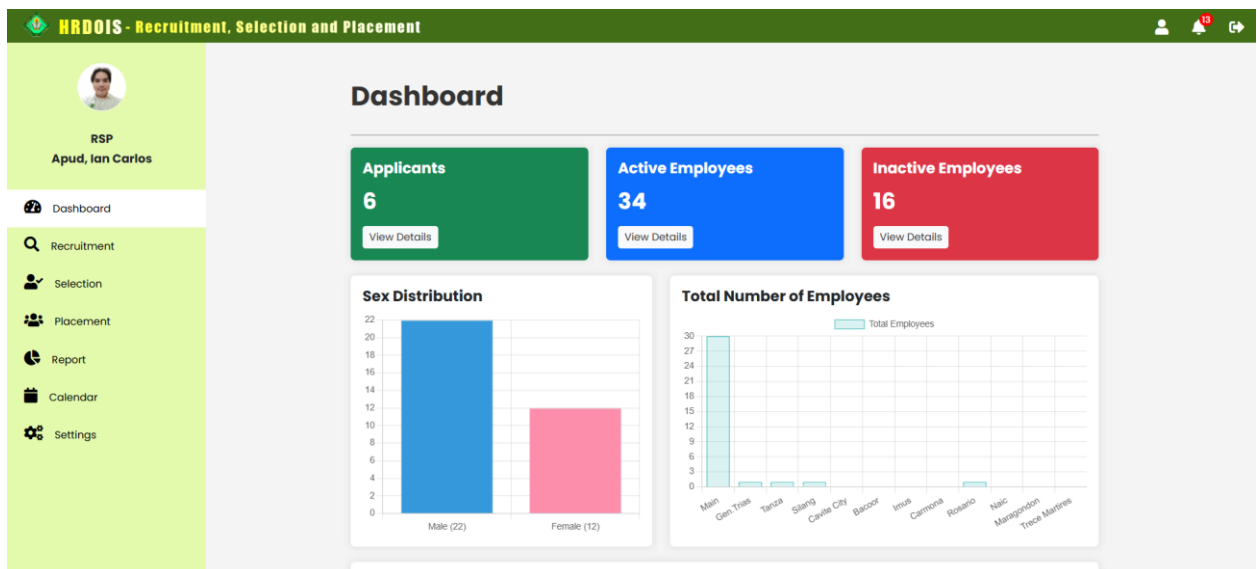 HRDOIS - Recruitment, Selection and Placement
13
RSP
Apud, Ian Carlos
Dashboard
Recruitment
Selection
Placement
Report
Calendar
Settings
Dashboard
Applicants
6
View Details
Active Employees
34
View Details
Inactive Employees
16
View Details
Sex Distribution
22
20
18
16
14
12
10
8
6
4
2
0
Male (22)
Female (12)
Total Number of Employees
Total Employees
30
27
24
21
18
15
12
9
6
3
0
Main
Gen.Trias
Tanza
Silang
Cavite City
Bacoor
Imus
Carmona
Rosario
Naic
Maragondon
Trece Martires